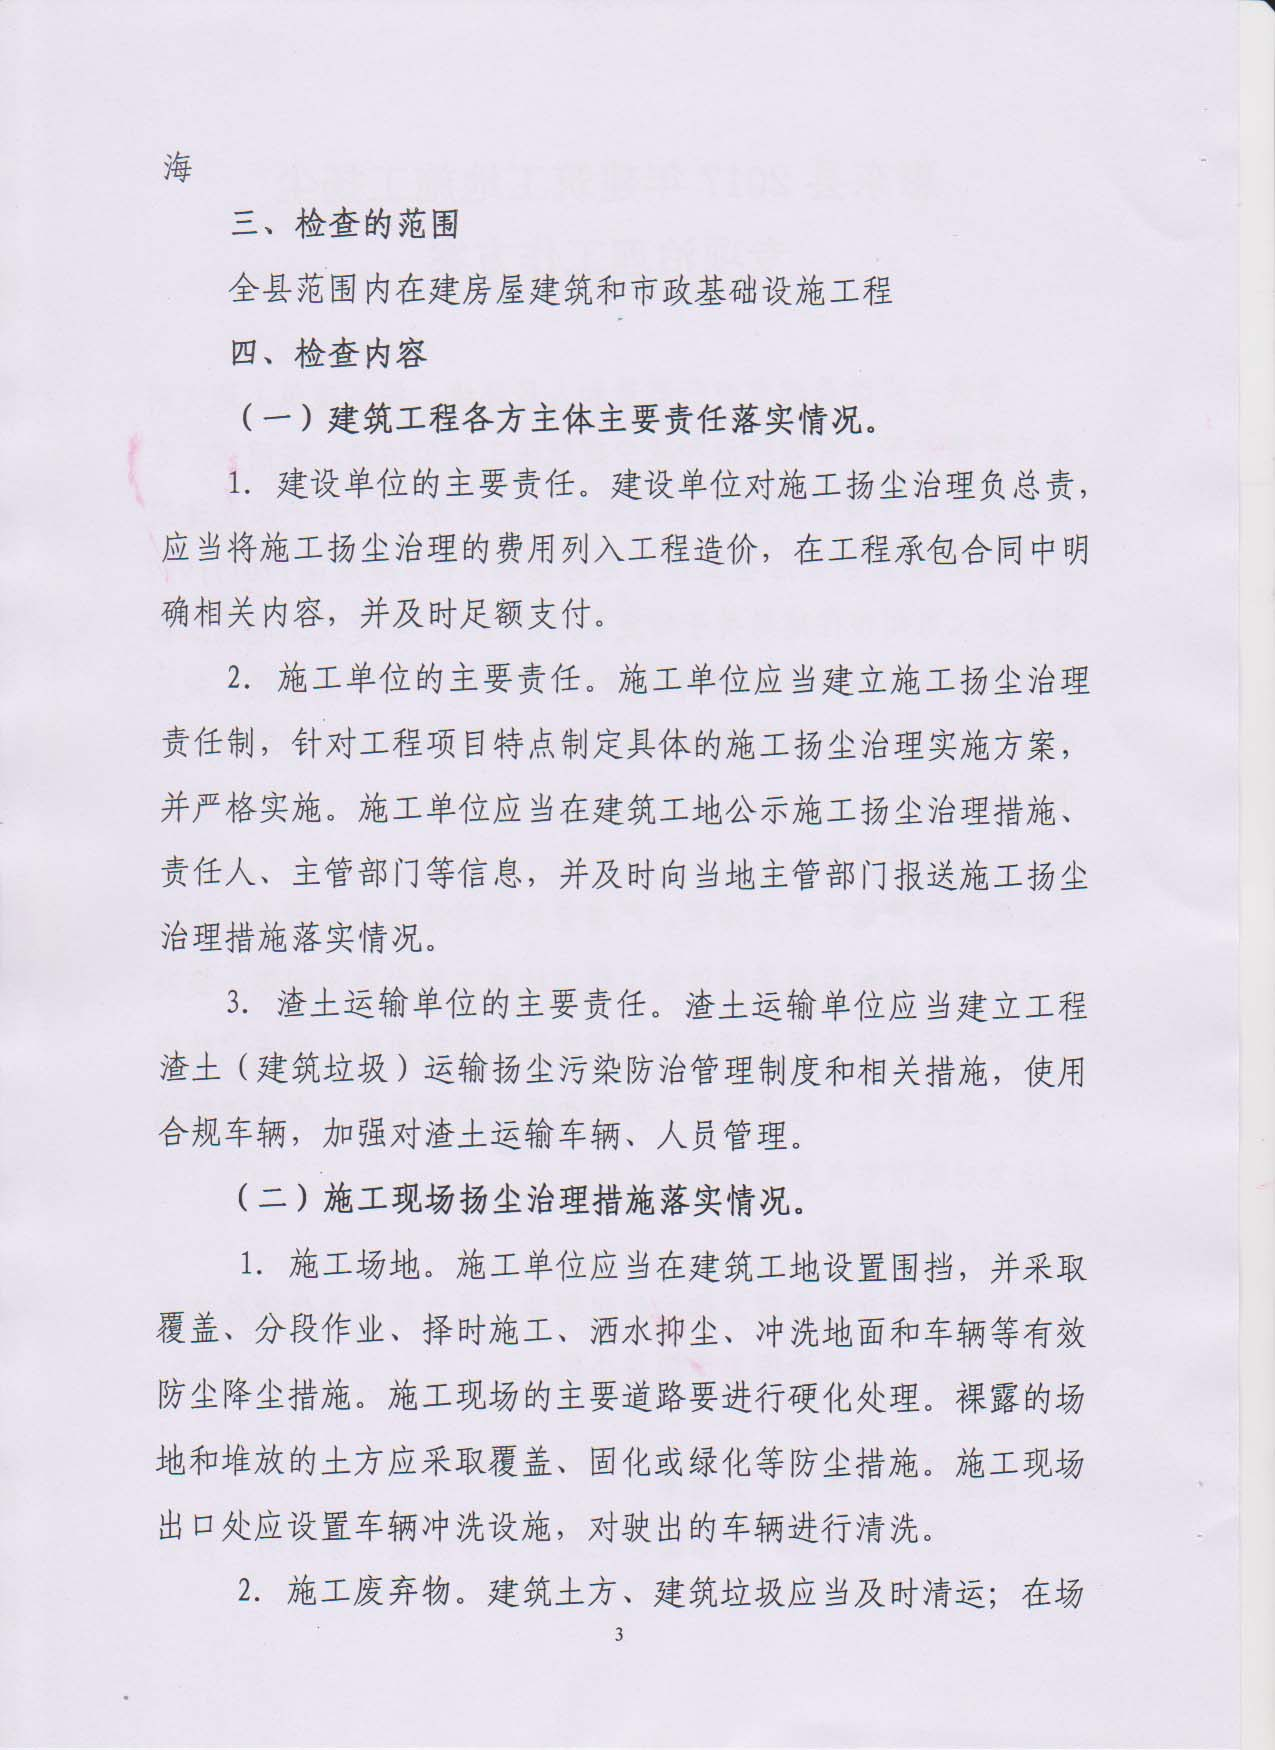 海
三、检查的范围
全县范围内在建房屋建筑和市政基础设施工程
四、检查内容
（一）建筑工程各方主体主要责任落实情况。
1. 建设单位的主要责任。建设单位对施工扬尘治理负总责，
应当将施工扬尘治理的费用列入工程造价，在工程承包合同中明
确相关内容，并及时足额支付。
2. 施工单位的主要责任。施工单位应当建立施工扬尘治理
责任制，针对工程项目特点制定具体的施工扬尘治理实施方案，
并严格实施。施工单位应当在建筑工地公示施工扬尘治理措施、
责任人、主管部门等信息，并及时向当地主管部门报送施工扬尘
治理措施落实情况。
3. 渣土运输单位的主要责任。渣土运输单位应当建立工程
渣土（建筑垃圾）运输扬尘污染防治管理制度和相关措施，使用
合规车辆，加强对渣土运输车辆、人员管理。
（二）施工现场扬尘治理措施落实情况。
1. 施工场地。施工单位应当在建筑工地设置围挡，并采取
覆盖、分段作业、择时施工、洒水抑尘、冲洗地面和车辆等有效
防尘降尘措施。施工现场的主要道路要进行硬化处理。裸露的场
地和堆放的土方应采取覆盖、固化或绿化等防尘措施。施工现场
出口处应设置车辆冲洗设施，对驶出的车辆进行清洗。
2. 施工废弃物。建筑土方、建筑垃圾应当及时清运；在场
3